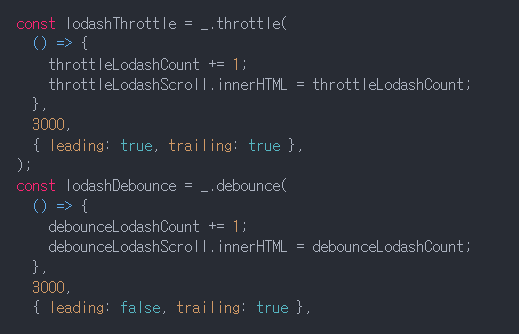 const lodashThrottle = _.throttle(
() => {
throttleLodashCount += 1;
throttleLodashScroll.innerHTML = throttleLodashCount;
},
3000,
{ leading: true, trailing: true },
);
const lodashDebounce = _.debounce(
() => {
debounceLodashCount += 1;
debounceLodashScroll.innerHTML = debounceLodashCount;
},
3000,
{ leading: false, trailing: true },